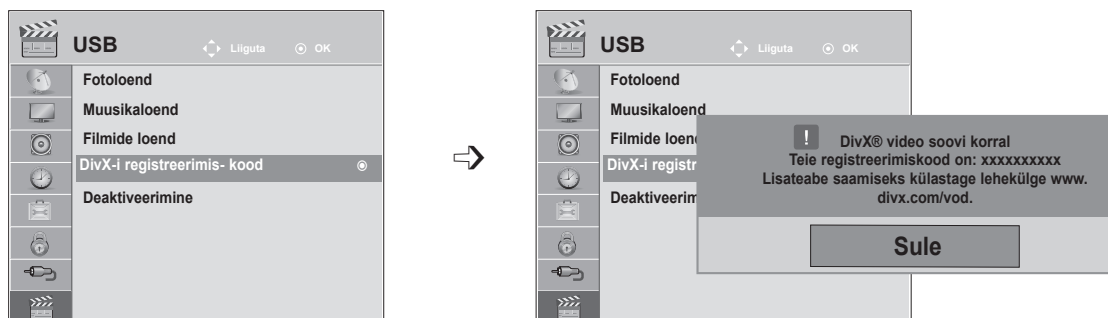 USB
Liiguta
OK
Fotoloend
Muusikaloend
Filmide loend
DivX-i registreerimis- kood
Deaktiveerimine
USB
Liiguta
OK
Fotoloend
Muusikaloend
Filmide loen
DivX-i registr
Deaktiveerim
! DivX® video soovi korral
Teie registreerimiskood on: xxxxxxxxxx
Lisateabe saamiseks külastage lehekülge www.
divx.com/vod.
Sule